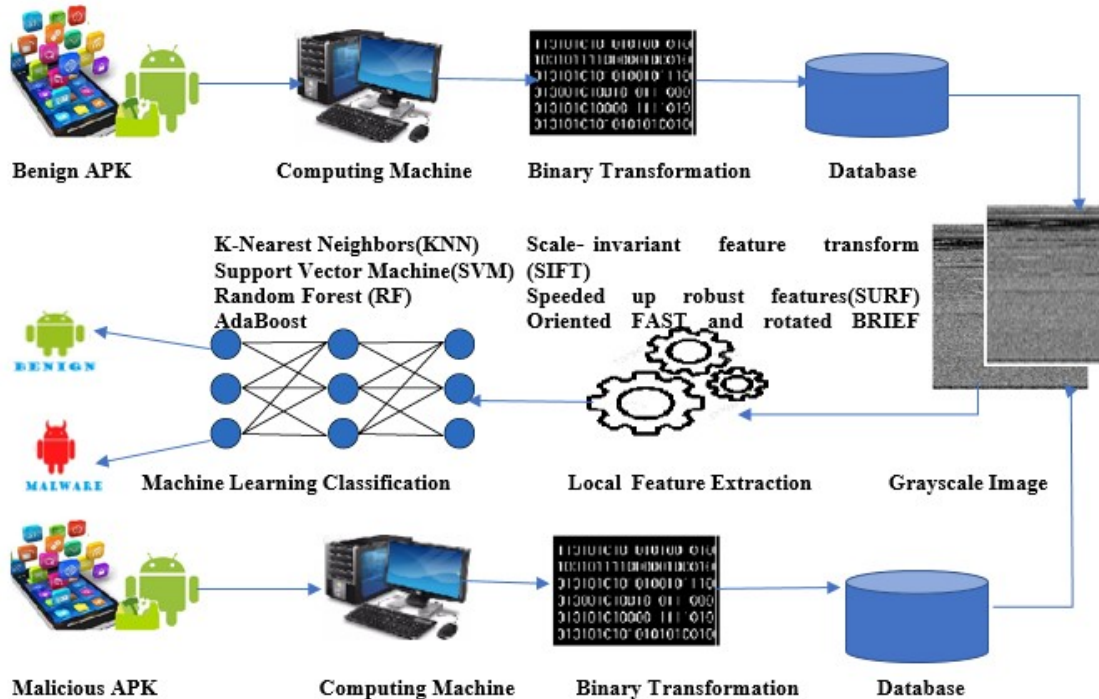 Benign APK
Computing Machine
Binary Transformation
Database
K-Nearest Neighbors(KNN)
Support Vector Machine(SVM)
Random Forest (RF)
AdaBoost
Scale- invariant feature transform
(SIFT)
Speeded up robust features(SURF)
Oriented FAST and rotated BRIEF
BENIGN
MALWARE
Machine Learning Classification
Local Feature Extraction
Grayscale Image
Malicious APK
Computing Machine
Binary Transformation
Database